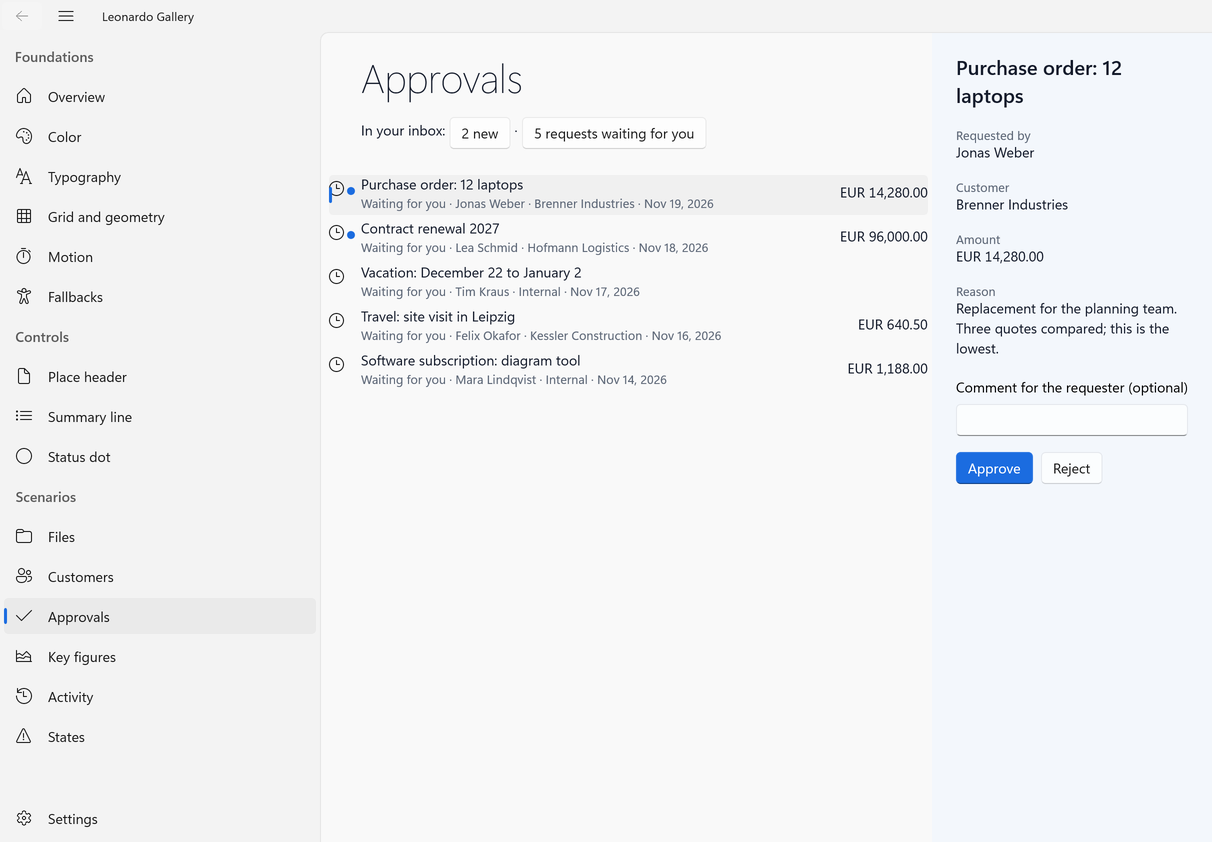 Leonardo Gallery
Foundations
Overview
Color
Typography
Grid and geometry
Motion
Fallbacks
Controls
Place header
Summary line
Status dot
Scenarios
Files
Customers
Approvals
Key figures
Activity
States
Settings
Approvals
In your inbox: 2 new · 5 requests waiting for you
Purchase order: 12 laptops
Waiting for you · Jonas Weber · Brenner Industries · Nov 19, 2026
EUR 14,280.00
Contract renewal 2027
Waiting for you · Lea Schmid · Hofmann Logistics · Nov 18, 2026
EUR 96,000.00
Vacation: December 22 to January 2
Waiting for you · Tim Kraus · Internal · Nov 17, 2026
Travel: site visit in Leipzig
Waiting for you · Felix Okafor · Kessler Construction · Nov 16, 2026
EUR 640.50
Software subscription: diagram tool
Waiting for you · Mara Lindqvist · Internal · Nov 14, 2026
EUR 1,188.00
Purchase order: 12
laptops
Requested by
Jonas Weber
Customer
Brenner Industries
Amount
EUR 14,280.00
Reason
Replacement for the planning team.
Three quotes compared; this is the
lowest.
Comment for the requester (optional)
Approve
Reject